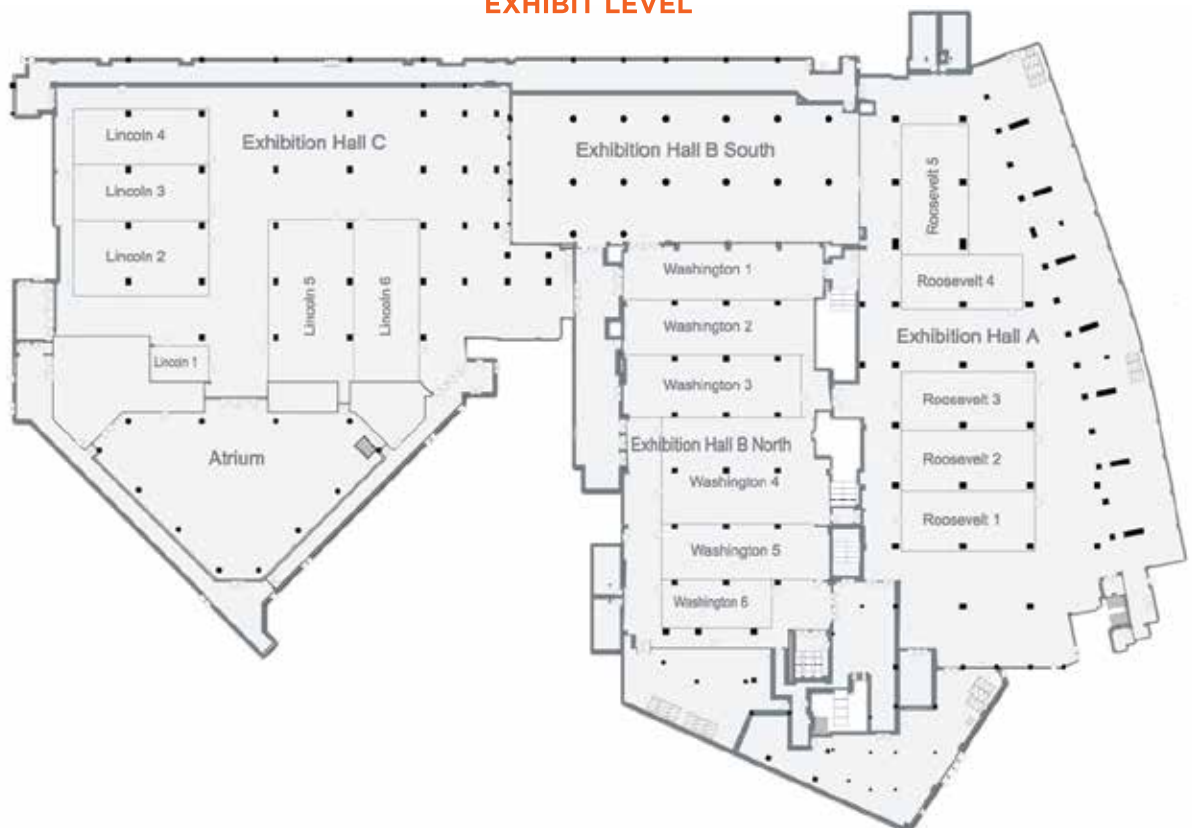 EXHIBIT LEVEL
Lincoln 4
Exhibition Hall C
Exhibition Hall B South
Lincoln 3
Roosevelt 5
Lincoln 2
Washington 1
Roosevelt 4
Lincoln 5
Lincoln 6
Washington 2
Exhibition Hall A
Lincoln 1
Washington 3
Roosevelt 3
Atrium
Exhibition Hall B North
Roosevelt 2
Washington 4
Roosevelt 1
Washington 5
Washington 6